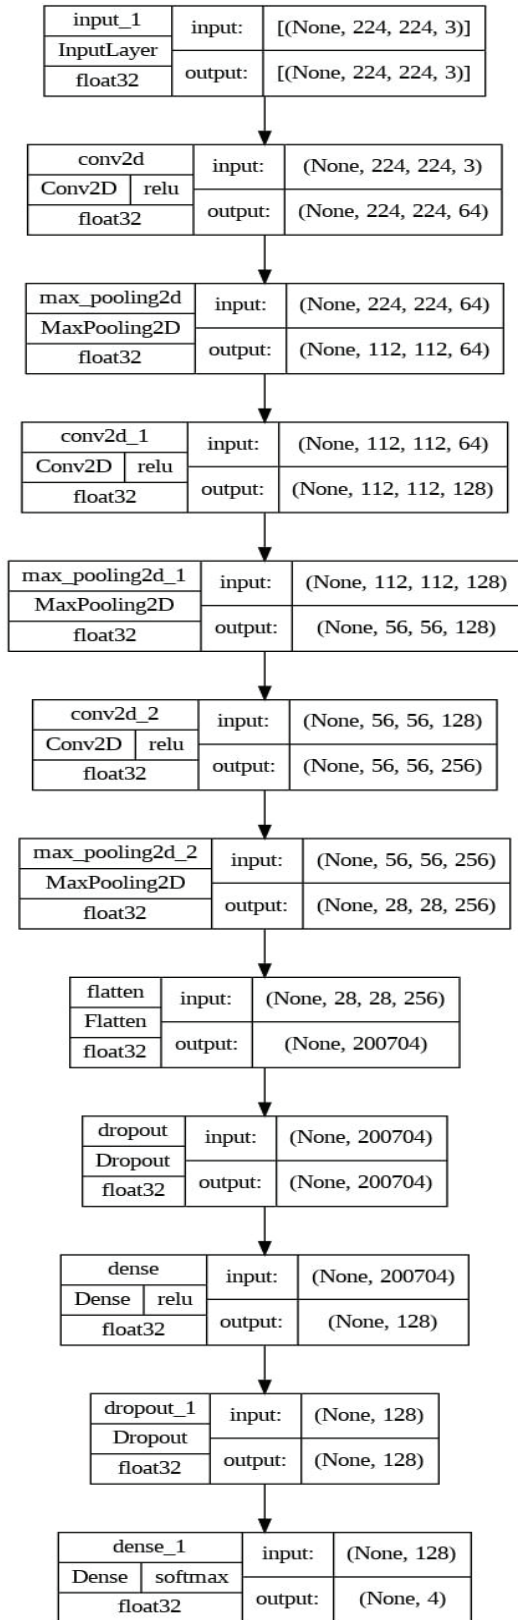 input_1 input: [(None, 224, 224, 3)]
InputLayer
float32 output: [(None, 224, 224, 3)]
conv2d input: (None, 224, 224, 3)
Conv2D relu
float32 output: (None, 224, 224, 64)
max_pooling2d input: (None, 224, 224, 64)
MaxPooling2D
float32 output: (None, 112, 112, 64)
conv2d_1 input: (None, 112, 112, 64)
Conv2D relu
float32 output: (None, 112, 112, 128)
max_pooling2d_1 input: (None, 112, 112, 128)
MaxPooling2D
float32 output: (None, 56, 56, 128)
conv2d_2 input: (None, 56, 56, 128)
Conv2D relu
float32 output: (None, 56, 56, 256)
max_pooling2d_2 input: (None, 56, 56, 256)
MaxPooling2D
float32 output: (None, 28, 28, 256)
flatten input: (None, 28, 28, 256)
Flatten
float32 output: (None, 200704)
dropout input: (None, 200704)
Dropout
float32 output: (None, 200704)
dense input: (None, 200704)
Dense relu
float32 output: (None, 128)
dropout_1 input: (None, 128)
Dropout
float32 output: (None, 128)
dense_1 input: (None, 128)
Dense softmax
float32 output: (None, 4)